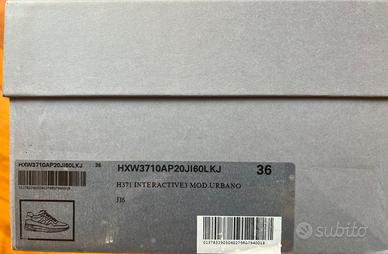 HXW3710AP20JI60LKJ 36
HXW3710AP20JI60LKJ 36
H371 INTERACTIVE3 MOD.URBANO
JI6
subito